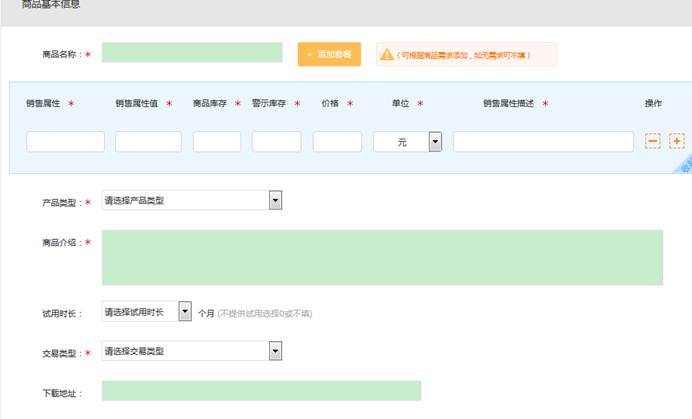 商品基本信息
商品名称：* + 添加套餐 （可根据商品需求添加，如无需求可不填）
销售属性 * 销售属性值 * 商品库存 * 警示库存 * 价格 * 单位 * 销售属性描述 * 操作
元
产品类型：* 请选择产品类型
商品介绍：*
试用时长： 请选择试用时长 个月 (不提供试用选择0或不填)
交易类型：* 请选择交易类型
下载地址：